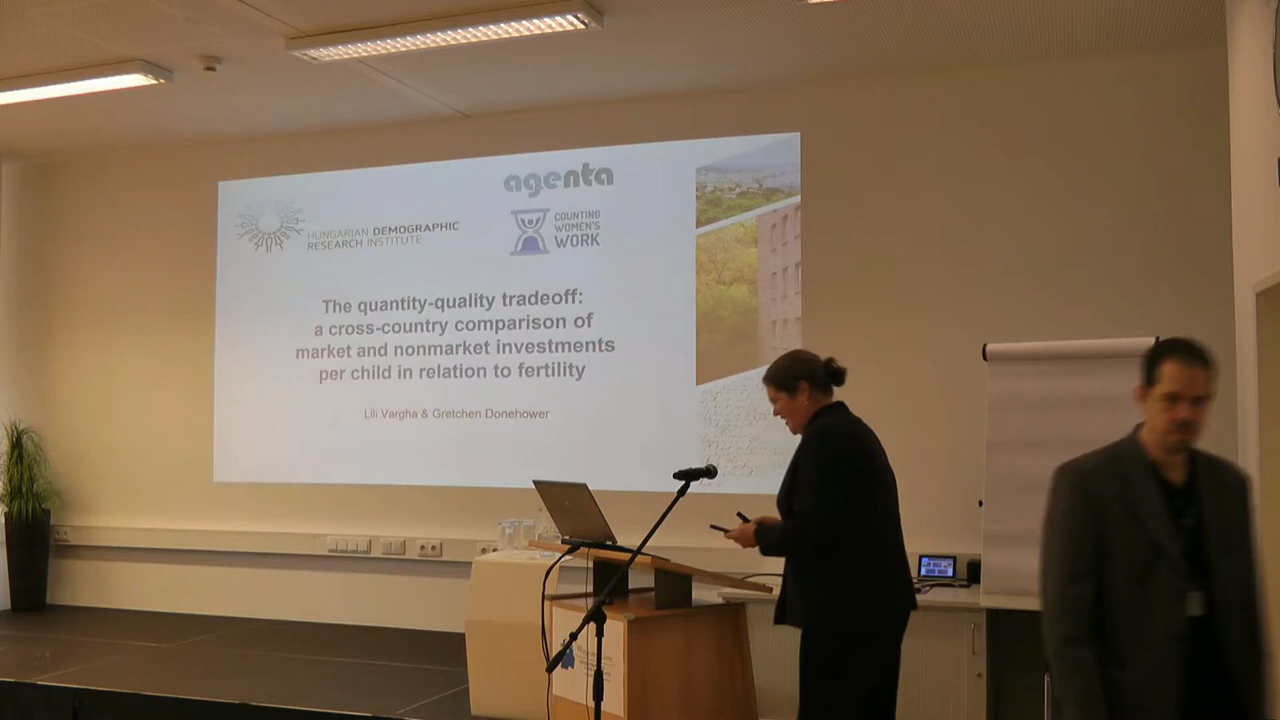 agenta
HUNGARIAN DEMOGRAPHIC
RESEARCH INSTITUTE
COUNTING
WOMEN'S
WORK
The quantity-quality tradeoff:
a cross-country comparison of
market and nonmarket investments
per child in relation to fertility
Lili Vargha & Gretchen Donehower